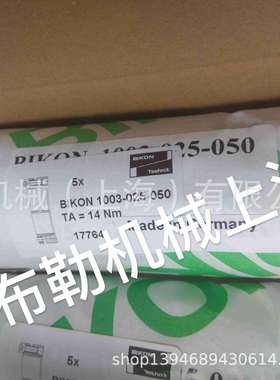 BIKON 1003-025-050
5x
BIKON
Technik
BIKON 1003-025-050
TA = 14 Nm
17764
Made in Germany
机械（上海）有限公
布勒机械上海
5x
shop1394689430614.1